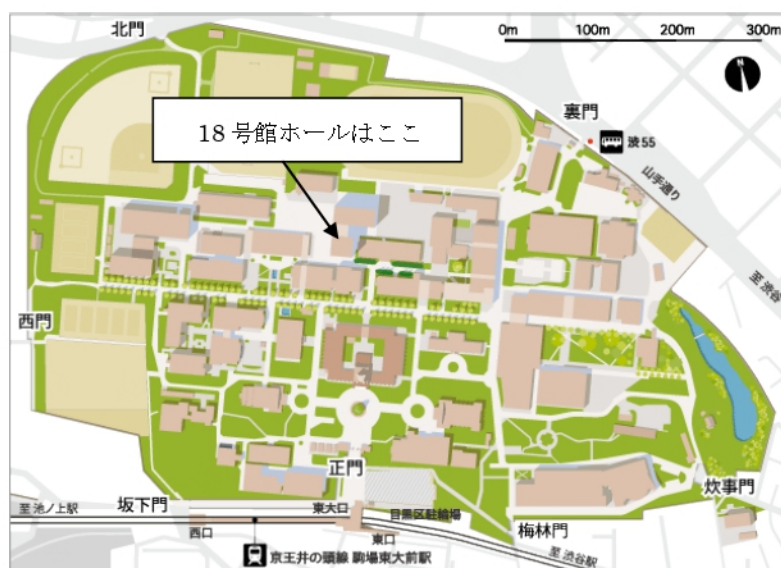 北門
0m 100m 200m 300m
N
裏門
渋55
18 号館ホールはここ
山手通り
至 渋谷
西門
正門
坂下門
炊事門
至 池ノ上駅
東大口
目黒区駐輪場
梅林門
西口
東口
至 渋谷駅
京王井の頭線 駒場東大前駅